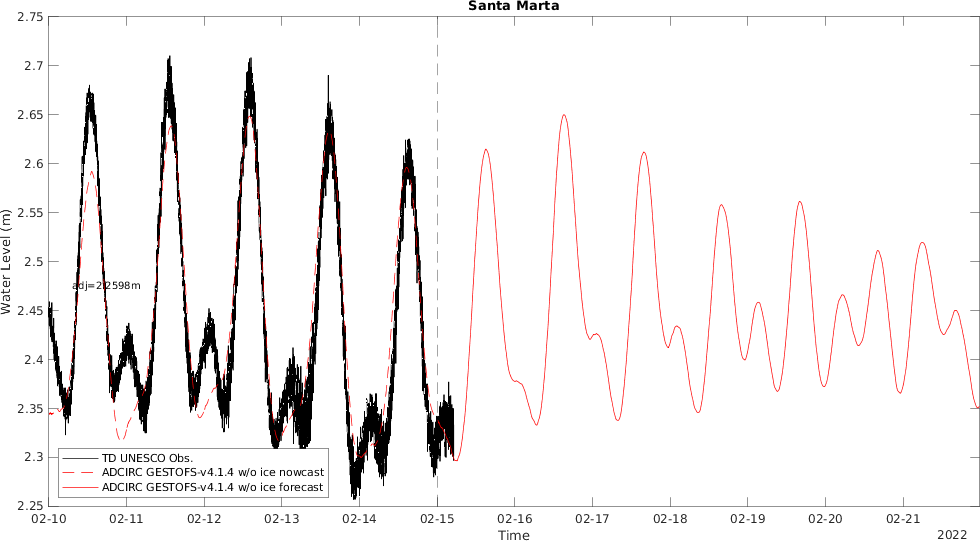 Santa Marta
2.75
2.7
2.65
2.6
2.55
2.5
2.45
2.4
2.35
2.3
2.25
Water Level (m)
adj=2.2598m
TD UNESCO Obs.
ADCIRC GESTOFS-v4.1.4 w/o ice nowcast
ADCIRC GESTOFS-v4.1.4 w/o ice forecast
02-10 02-11 02-12 02-13 02-14 02-15 02-16 02-17 02-18 02-19 02-20 02-21
Time
2022